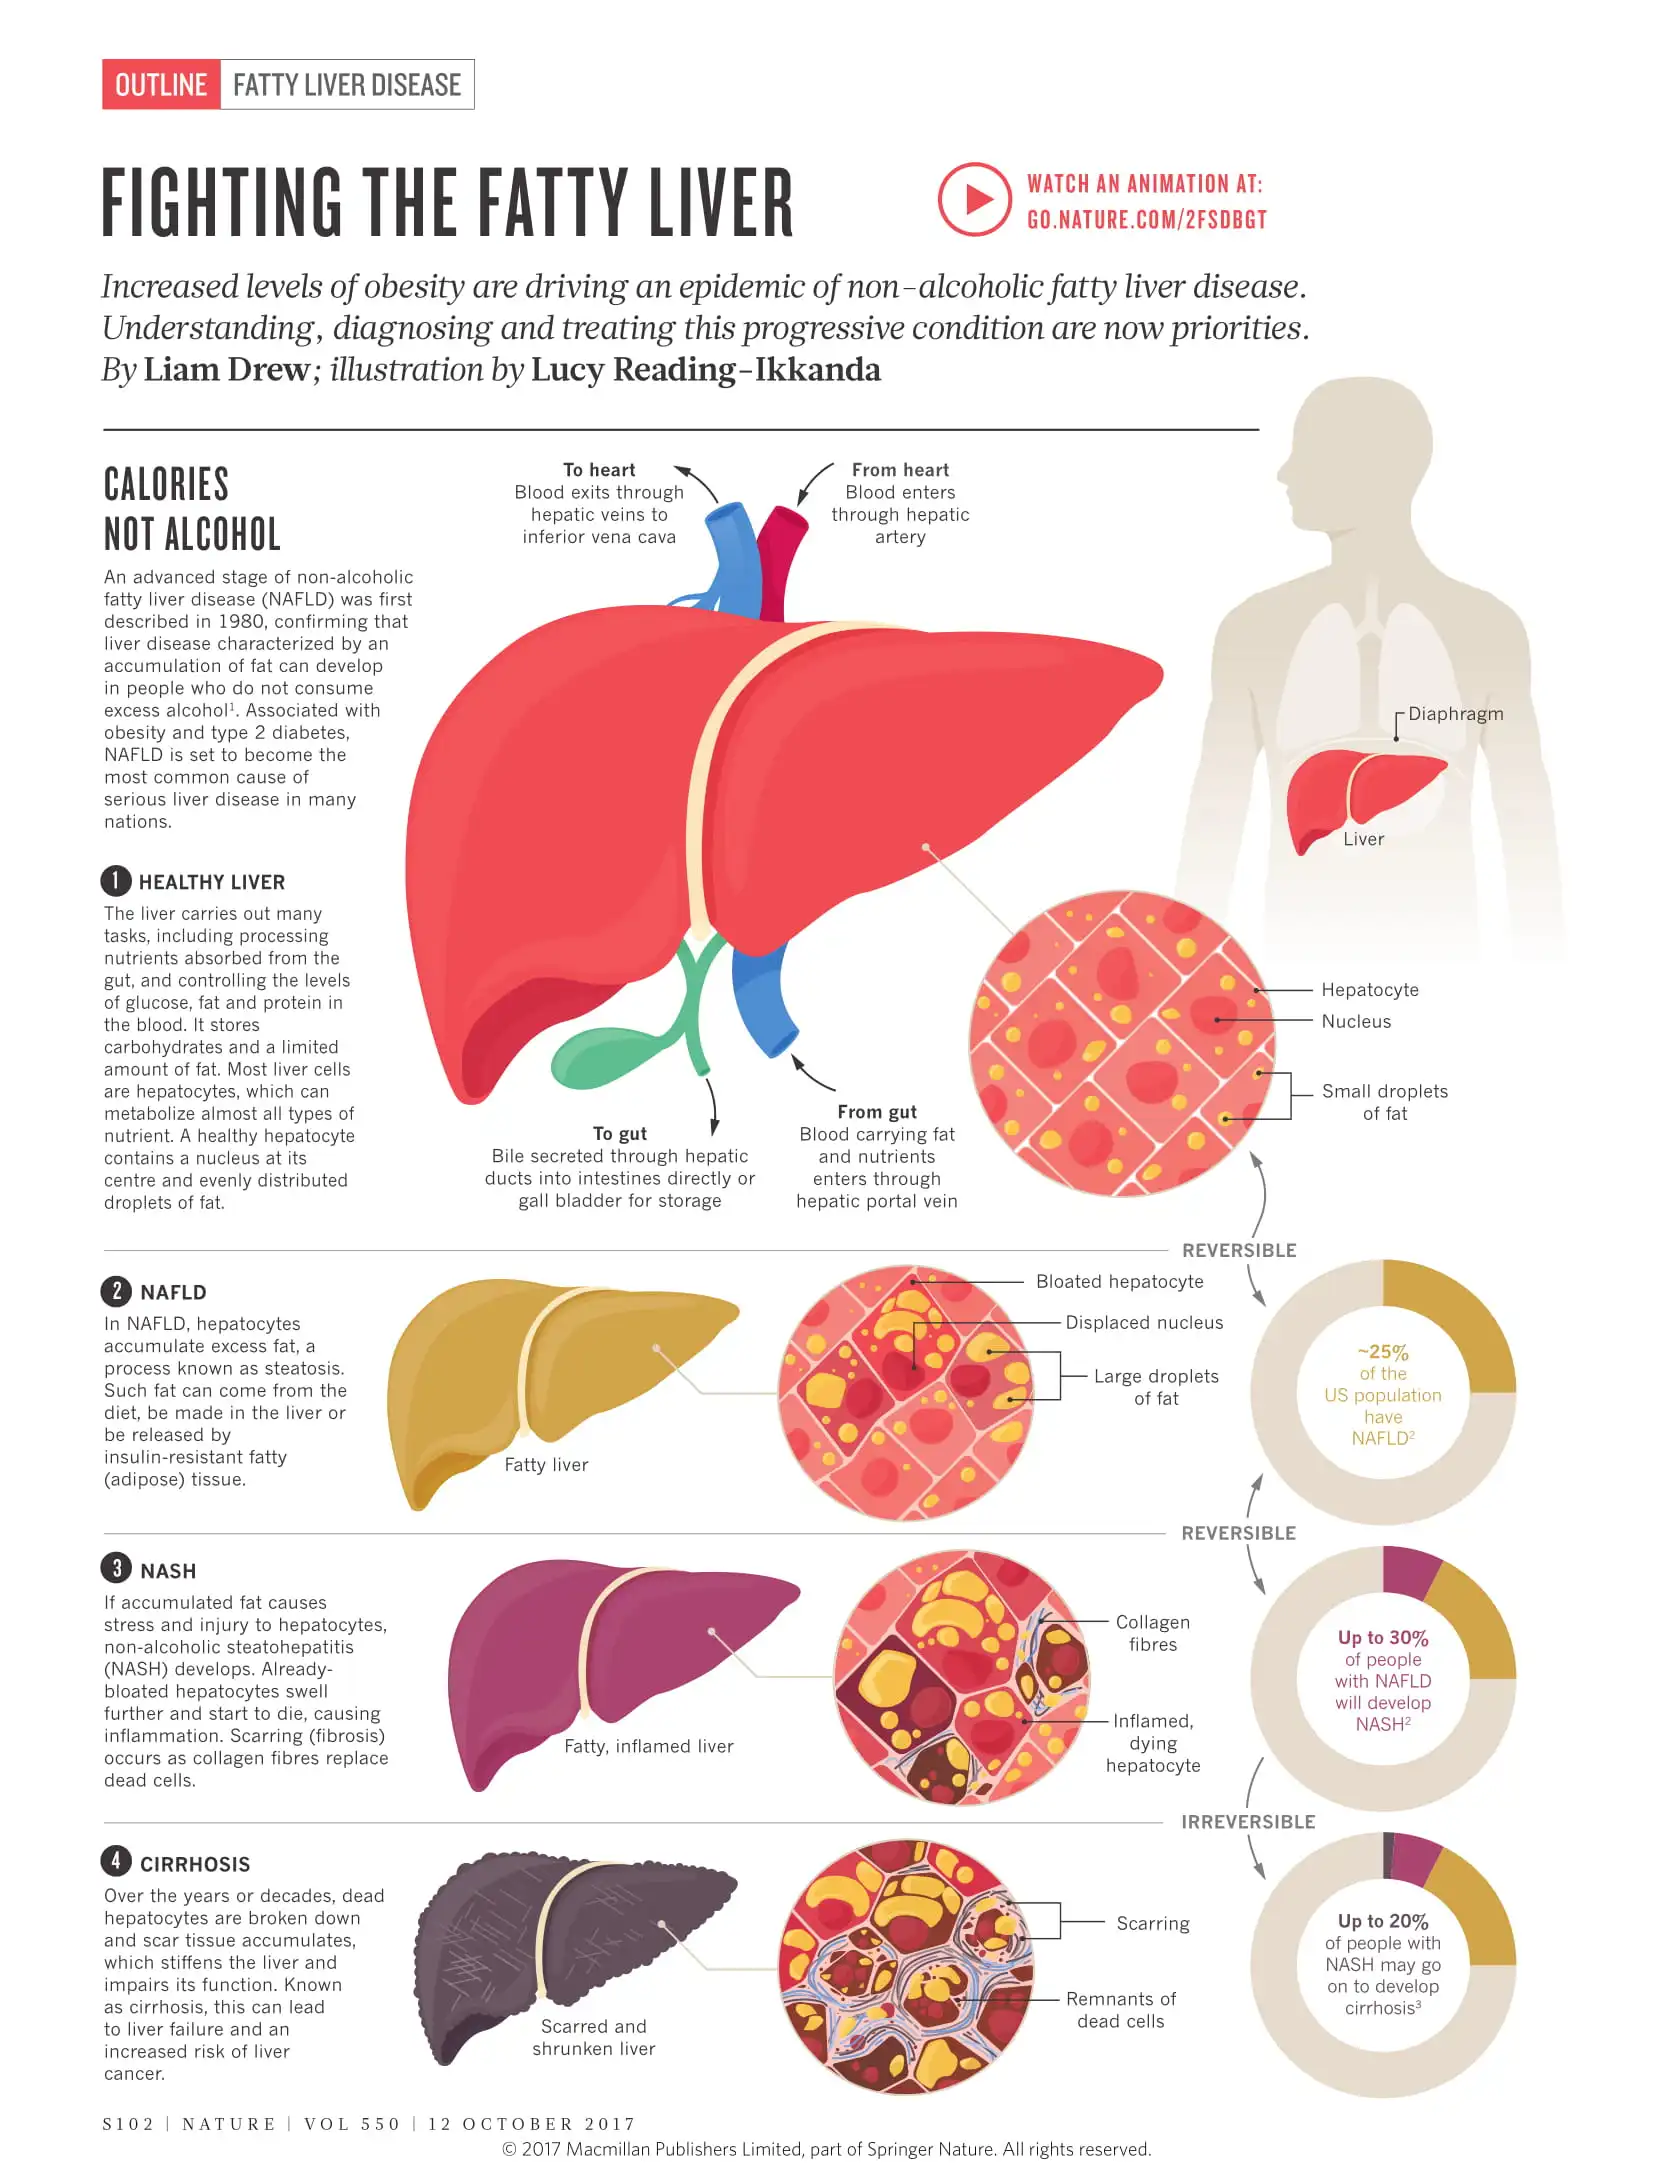 OUTLINE FATTY LIVER DISEASE
FIGHTING THE FATTY LIVER
WATCH AN ANIMATION AT:
GO.NATURE.COM/2FSDBGT
Increased levels of obesity are driving an epidemic of non-alcoholic fatty liver disease.
Understanding, diagnosing and treating this progressive condition are now priorities.
By Liam Drew; illustration by Lucy Reading-Ikkanda
CALORIES
NOT ALCOHOL
An advanced stage of non-alcoholic
fatty liver disease (NAFLD) was first
described in 1980, confirming that
liver disease characterized by an
accumulation of fat can develop
in people who do not consume
excess alcohol¹. Associated with
obesity and type 2 diabetes,
NAFLD is set to become the
most common cause of
serious liver disease in many
nations.
To heart
Blood exits through
hepatic veins to
inferior vena cava
From heart
Blood enters
through hepatic
artery
Diaphragm
Liver
1 HEALTHY LIVER
The liver carries out many
tasks, including processing
nutrients absorbed from the
gut, and controlling the levels
of glucose, fat and protein in
the blood. It stores
carbohydrates and a limited
amount of fat. Most liver cells
are hepatocytes, which can
metabolize almost all types of
nutrient. A healthy hepatocyte
contains a nucleus at its
centre and evenly distributed
droplets of fat.
To gut
Bile secreted through hepatic
ducts into intestines directly or
gall bladder for storage
From gut
Blood carrying fat
and nutrients
enters through
hepatic portal vein
Hepatocyte
Nucleus
Small droplets
of fat
REVERSIBLE
2 NAFLD
In NAFLD, hepatocytes
accumulate excess fat, a
process known as steatosis.
Such fat can come from the
diet, be made in the liver or
be released by
insulin-resistant fatty
(adipose) tissue.
Fatty liver
Bloated hepatocyte
Displaced nucleus
Large droplets
of fat
~25%
of the
US population
have
NAFLD²
REVERSIBLE
3 NASH
If accumulated fat causes
stress and injury to hepatocytes,
non-alcoholic steatohepatitis
(NASH) develops. Already-
bloated hepatocytes swell
further and start to die, causing
inflammation. Scarring (fibrosis)
occurs as collagen fibres replace
dead cells.
Fatty, inflamed liver
Collagen
fibres
Inflamed,
dying
hepatocyte
Up to 30%
of people
with NAFLD
will develop
NASH²
IRREVERSIBLE
4 CIRRHOSIS
Over the years or decades, dead
hepatocytes are broken down
and scar tissue accumulates,
which stiffens the liver and
impairs its function. Known
as cirrhosis, this can lead
to liver failure and an
increased risk of liver
cancer.
Scarred and
shrunken liver
Scarring
Remnants of
dead cells
Up to 20%
of people with
NASH may go
on to develop
cirrhosis³
S102 | NATURE | VOL 550 | 12 OCTOBER 2017
© 2017 Macmillan Publishers Limited, part of Springer Nature. All rights reserved.